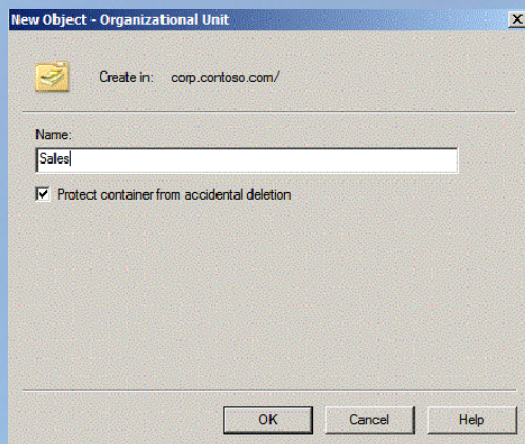 New Object - Organizational Unit
Create in: corp.contoso.com/
Name:
Sales
Protect container from accidental deletion
OK Cancel Help